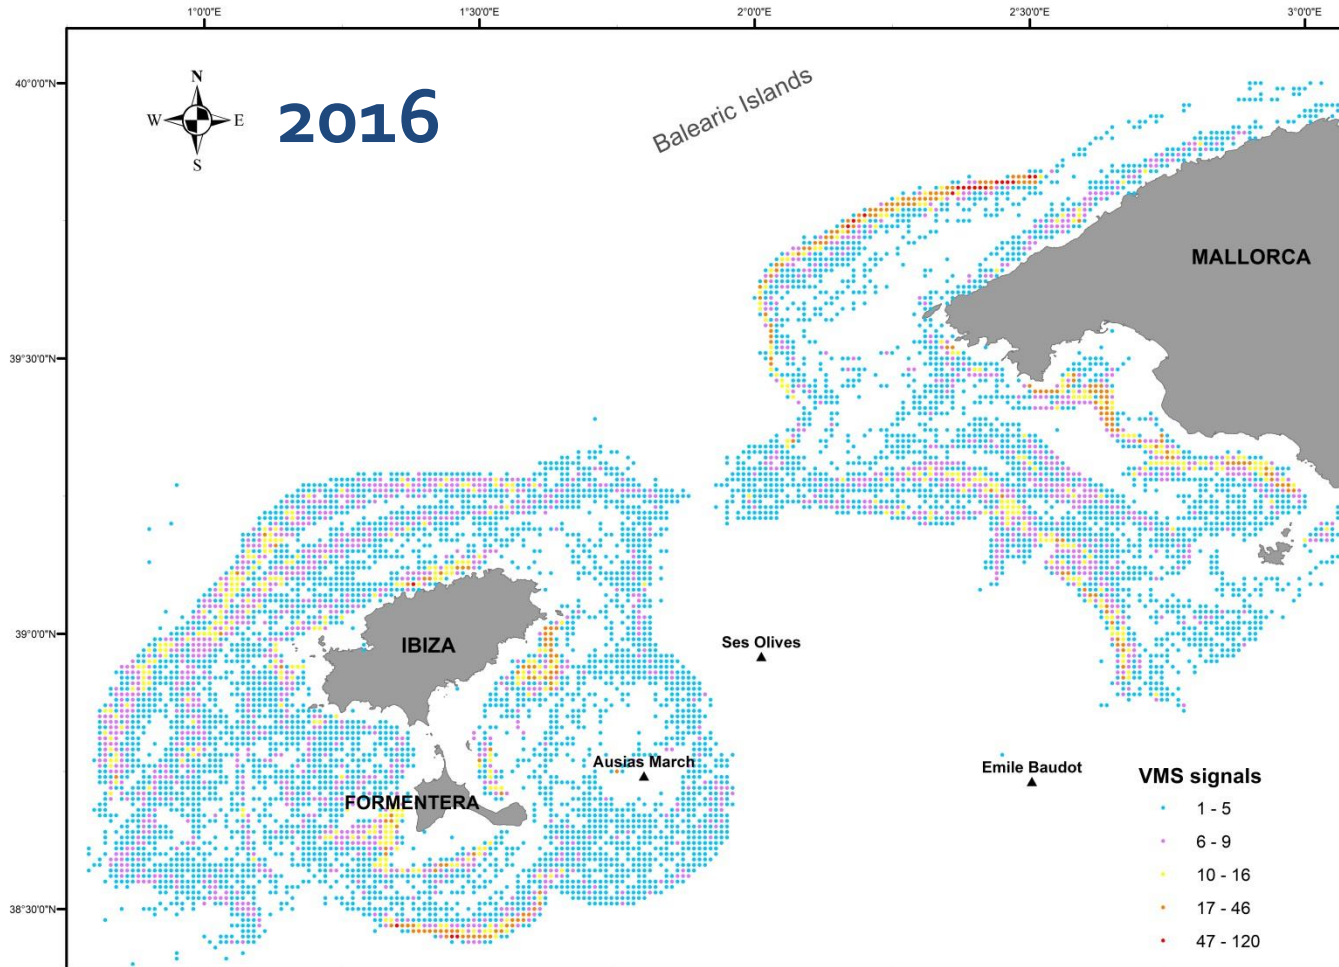 1°0'0"E
1°30'0"E
2°0'0"E
2°30'0"E
3°0'0"E
40°0'0"N
N
W
E
S
2016
Balearic Islands
MALLORCA
39°30'0"N
39°0'0"N
IBIZA
Ses Olives
Ausias March
Emile Baudot
FORMENTERA
VMS signals
1 - 5
6 - 9
10 - 16
17 - 46
47 - 120
38°30'0"N